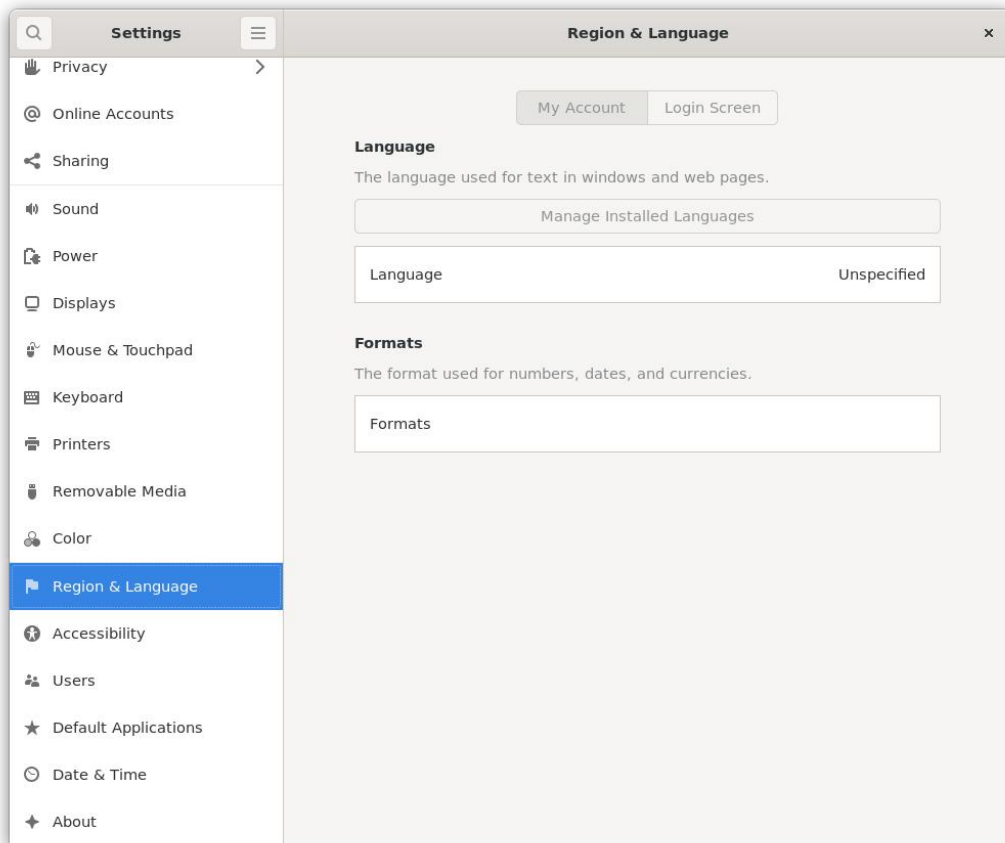 Settings
Region & Language
Privacy
Online Accounts
Sharing
Sound
Power
Displays
Mouse & Touchpad
Keyboard
Printers
Removable Media
Color
Region & Language
Accessibility
Users
Default Applications
Date & Time
About
My Account
Login Screen
Language
The language used for text in windows and web pages.
Manage Installed Languages
Language Unspecified
Formats
The format used for numbers, dates, and currencies.
Formats